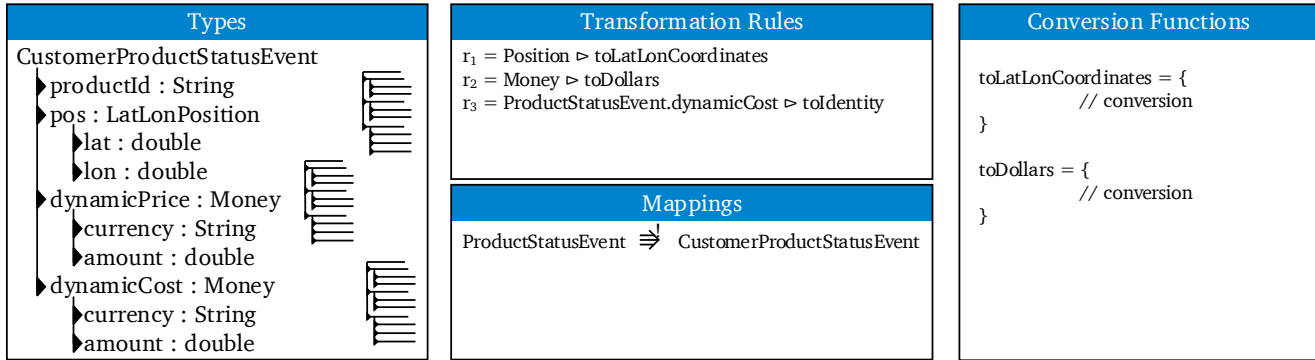 Types
CustomerProductStatusEvent
productId : String
pos : LatLonPosition
lat : double
lon : double
dynamicPrice : Money
currency : String
amount : double
dynamicCost : Money
currency : String
amount : double
Transformation Rules
r₁ = Position ▷ toLatLonCoordinates
r₂ = Money ▷ toDollars
r₃ = ProductStatusEvent.dynamicCost ▷ toIdentity
Mappings
ProductStatusEvent ⇛! CustomerProductStatusEvent
Conversion Functions
toLatLonCoordinates = {
// conversion
}
toDollars = {
// conversion
}